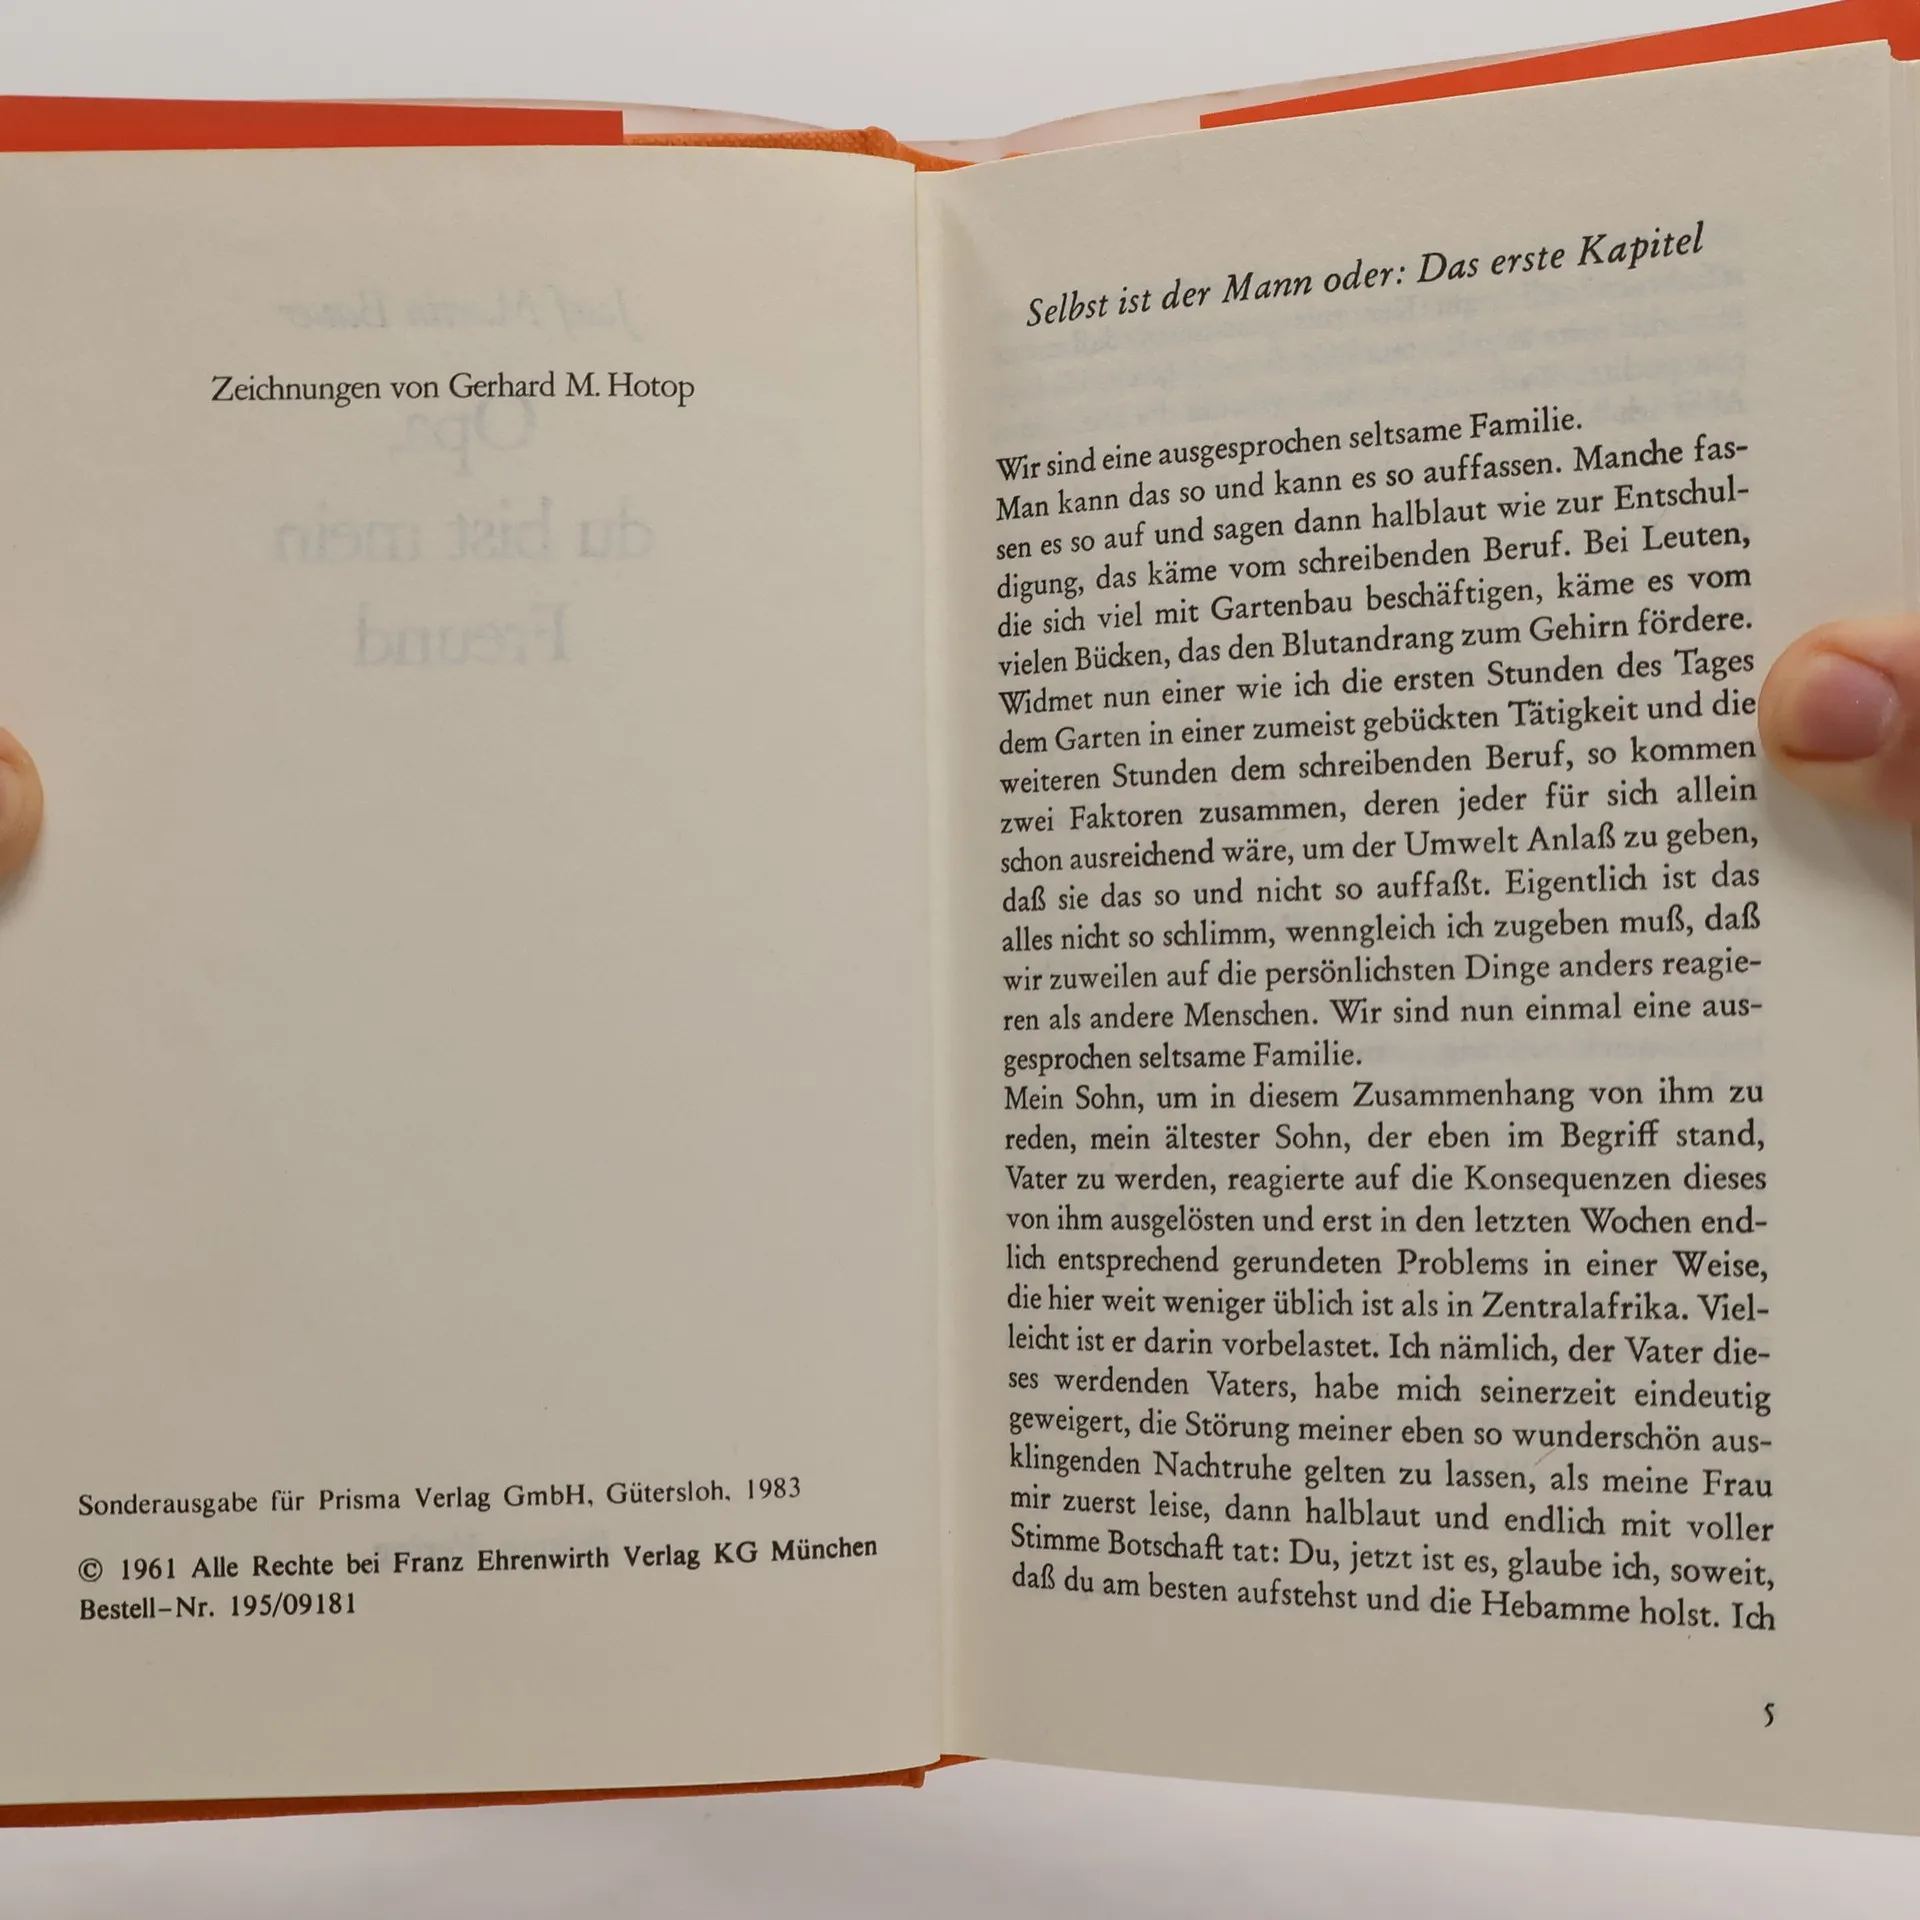 Zeichnungen von Gerhard M. Hotop
Sonderausgabe für Prisma Verlag GmbH, Gütersloh, 1983
© 1961 Alle Rechte bei Franz Ehrenwirth Verlag KG München
Bestell-Nr. 195/09181
Selbst ist der Mann oder: Das erste Kapitel
Wir sind eine ausgesprochen seltsame Familie.
Man kann das so und kann es so auffassen. Manche fas-
sen es so auf und sagen dann halblaut wie zur Entschul-
digung, das käme vom schreibenden Beruf. Bei Leuten,
die sich viel mit Gartenbau beschäftigen, käme es vom
vielen Bücken, das den Blutandrang zum Gehirn fördere.
Widmet nun einer wie ich die ersten Stunden des Tages
dem Garten in einer zumeist gebückten Tätigkeit und die
weiteren Stunden dem schreibenden Beruf, so kommen
zwei Faktoren zusammen, deren jeder für sich allein
schon ausreichend wäre, um der Umwelt Anlaß zu geben,
daß sie das so und nicht so auffaßt. Eigentlich ist das
alles nicht so schlimm, wenngleich ich zugeben muß, daß
wir zuweilen auf die persönlichsten Dinge anders reagie-
ren als andere Menschen. Wir sind nun einmal eine aus-
gesprochen seltsame Familie.
Mein Sohn, um in diesem Zusammenhang von ihm zu
reden, mein ältester Sohn, der eben im Begriff stand,
Vater zu werden, reagierte auf die Konsequenzen dieses
von ihm ausgelösten und erst in den letzten Wochen end-
lich entsprechend gerundeten Problems in einer Weise,
die hier weit weniger üblich ist als in Zentralafrika. Viel-
leicht ist er darin vorbelastet. Ich nämlich, der Vater die-
ses werdenden Vaters, habe mich seinerzeit eindeutig
geweigert, die Störung meiner eben so wunderschön aus-
klingenden Nachtruhe gelten zu lassen, als meine Frau
mir zuerst leise, dann halblaut und endlich mit voller
Stimme Botschaft tat: Du, jetzt ist es, glaube ich, soweit,
daß du am besten aufstehst und die Hebamme holst. Ich
5